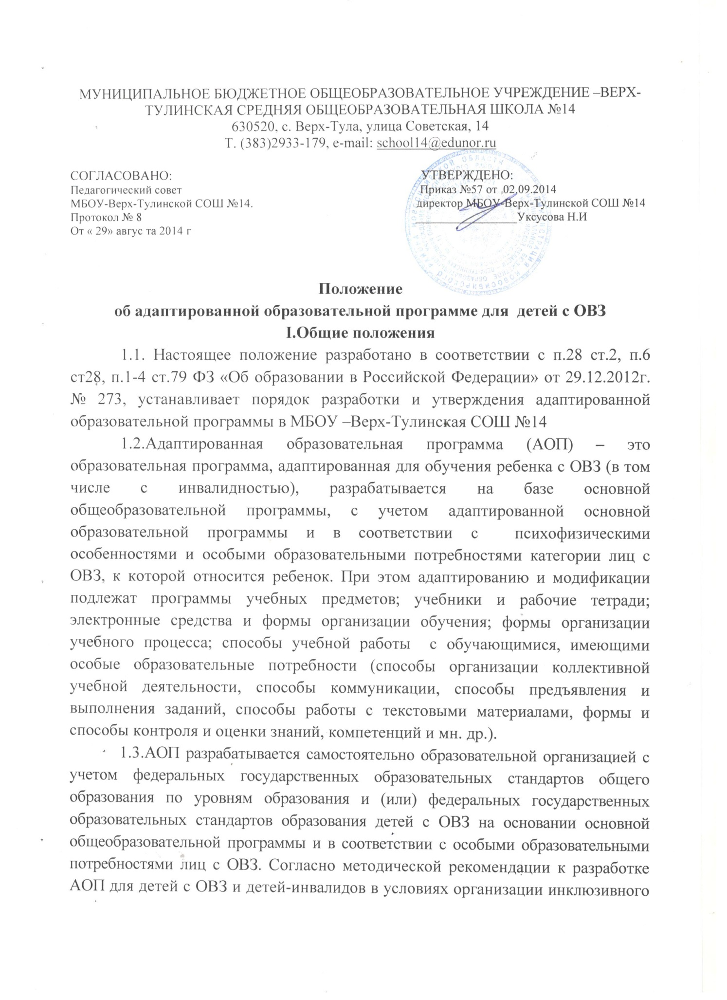 МУНИЦИПАЛЬНОЕ БЮДЖЕТНОЕ ОБЩЕОБРАЗОВАТЕЛЬНОЕ УЧРЕЖДЕНИЕ –ВЕРХ-
ТУЛИНСКАЯ СРЕДНЯЯ ОБЩЕОБРАЗОВАТЕЛЬНАЯ ШКОЛА №14
630520, с. Верх-Тула, улица Советская, 14
Т. (383)2933-179, e-mail: school14@edunor.ru
СОГЛАСОВАНО:
Педагогический совет
МБОУ-Верх-Тулинской СОШ №14.
Протокол № 8
От « 29» авгус та 2014 г
УТВЕРЖДЕНО:
Приказ №57 от 02.09.2014
директор МБОУ-Верх-Тулинской СОШ №14
Уксусова Н.И
Положение
об адаптированной образовательной программе для детей с ОВЗ
I.Общие положения
1.1. Настоящее положение разработано в соответствии с п.28 ст.2, п.6
ст28, п.1-4 ст.79 ФЗ «Об образовании в Российской Федерации» от 29.12.2012г.
№ 273, устанавливает порядок разработки и утверждения адаптированной
образовательной программы в МБОУ –Верх-Тулинская СОШ №14
1.2.Адаптированная образовательная программа (АОП) – это
образовательная программа, адаптированная для обучения ребенка с ОВЗ (в том
числе с инвалидностью), разрабатывается на базе основной
общеобразовательной программы, с учетом адаптированной основной
образовательной программы и в соответствии с психофизическими
особенностями и особыми образовательными потребностями категории лиц с
ОВЗ, к которой относится ребенок. При этом адаптированию и модификации
подлежат программы учебных предметов; учебники и рабочие тетради;
электронные средства и формы организации обучения; формы организации
учебного процесса; способы учебной работы с обучающимися, имеющими
особые образовательные потребности (способы организации коллективной
учебной деятельности, способы коммуникации, способы предъявления и
выполнения заданий, способы работы с текстовыми материалами, формы и
способы контроля и оценки знаний, компетенций и мн. др.).
1.3.АОП разрабатывается самостоятельно образовательной организацией с
учетом федеральных государственных образовательных стандартов общего
образования по уровням образования и (или) федеральных государственных
образовательных стандартов образования детей с ОВЗ на основании основной
общеобразовательной программы и в соответствии с особыми образовательными
потребностями лиц с ОВЗ. Согласно методической рекомендации к разработке
АОП для детей с ОВЗ и детей-инвалидов в условиях организации инклюзивного